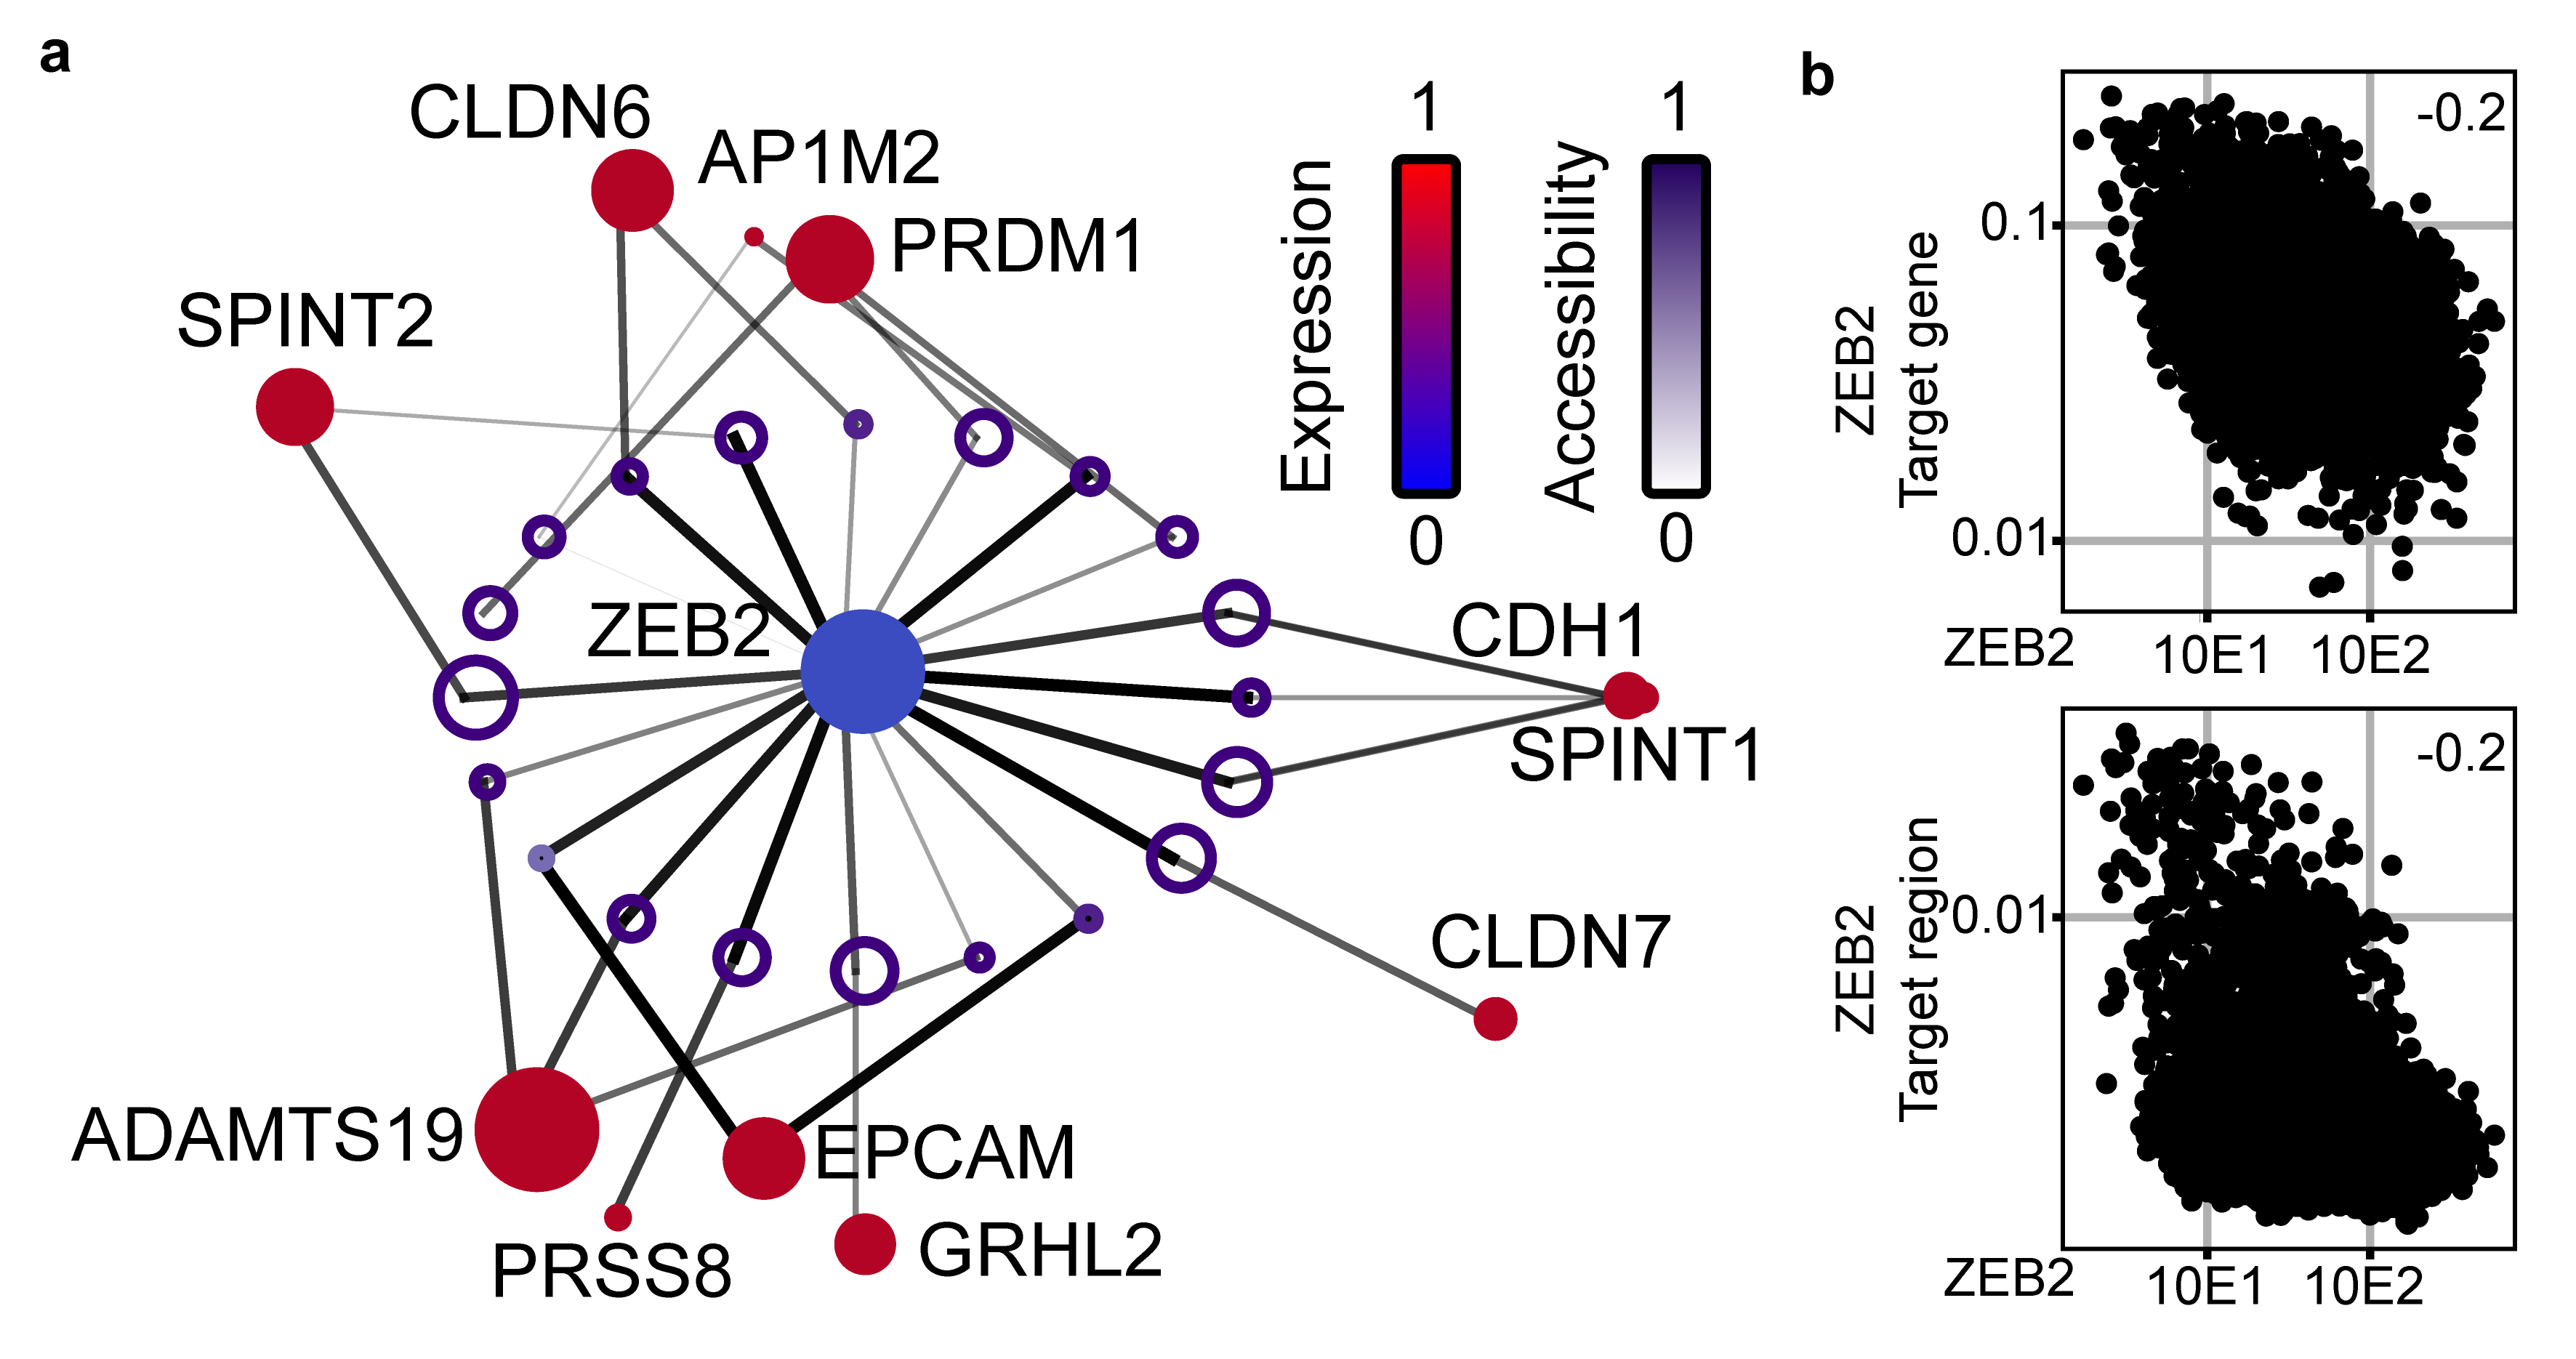 a
CLDN6
AP1M2
PRDM1
SPINT2
ZEB2
CDH1
SPINT1
CLDN7
ADAMTS19
EPCAM
PRSS8
GRHL2
Expression
1
0
Accessibility
1
0
b
-0.2
ZEB2
Target gene
0.1
0.01
ZEB2
10E1
10E2
-0.2
ZEB2
Target region
0.01
ZEB2
10E1
10E2